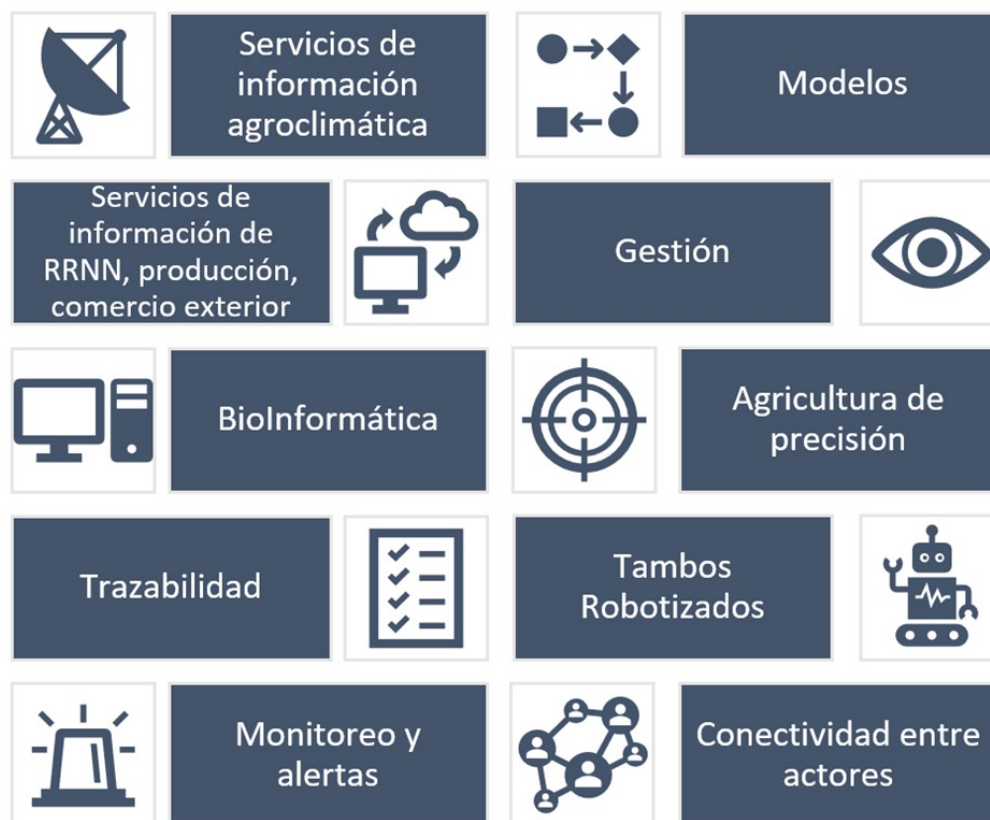 Servicios de
información
agroclimática
Modelos
Servicios de
información de
RRNN, producción,
comercio exterior
Gestión
BioInformática
Agricultura de
precisión
Trazabilidad
Tambos
Robotizados
Monitoreo y
alertas
Conectividad entre
actores